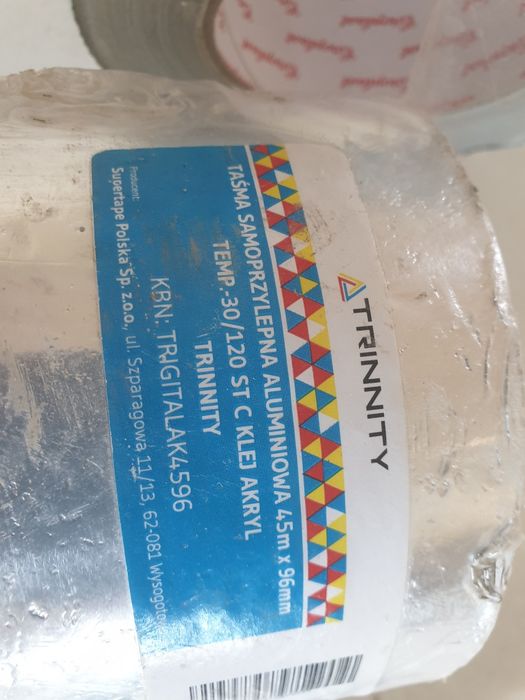 TRINNITY
TAŚMA SAMOPRZYLEPNA ALUMINIOWA 45m x 96mm
TEMP.-30/120 ST C KLEJ AKRYL
TRINNITY
KBN: TRIGITALAK4596
Producent:
Supertape Polska Sp. z.o.o., ul. Szparagowa 11/13, 62-081